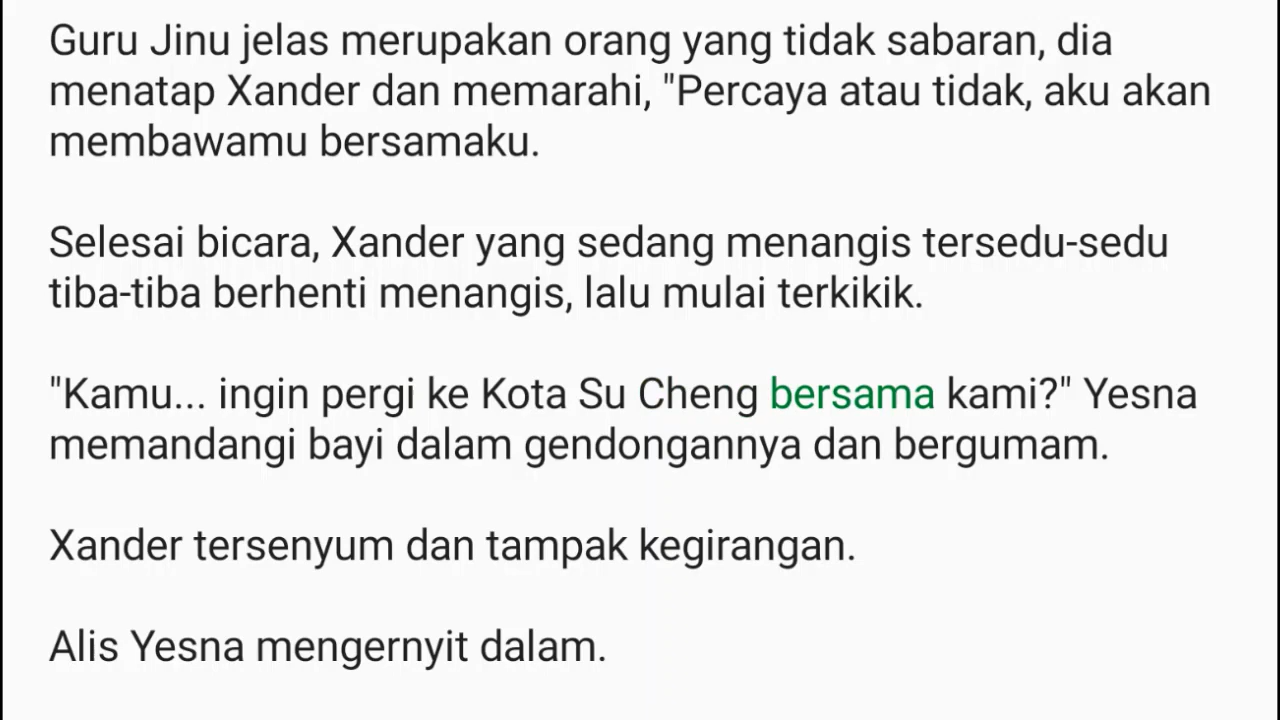 Guru Jinu jelas merupakan orang yang tidak sabaran, dia
menatap Xander dan memarahi, "Percaya atau tidak, aku akan
membawamu bersamaku.
Selesai bicara, Xander yang sedang menangis tersedu-sedu
tiba-tiba berhenti menangis, lalu mulai terkikik.
"Kamu... ingin pergi ke Kota Su Cheng bersama kami?" Yesna
memandangi bayi dalam gendongannya dan bergumam.
Xander tersenyum dan tampak kegirangan.
Alis Yesna mengernyit dalam.